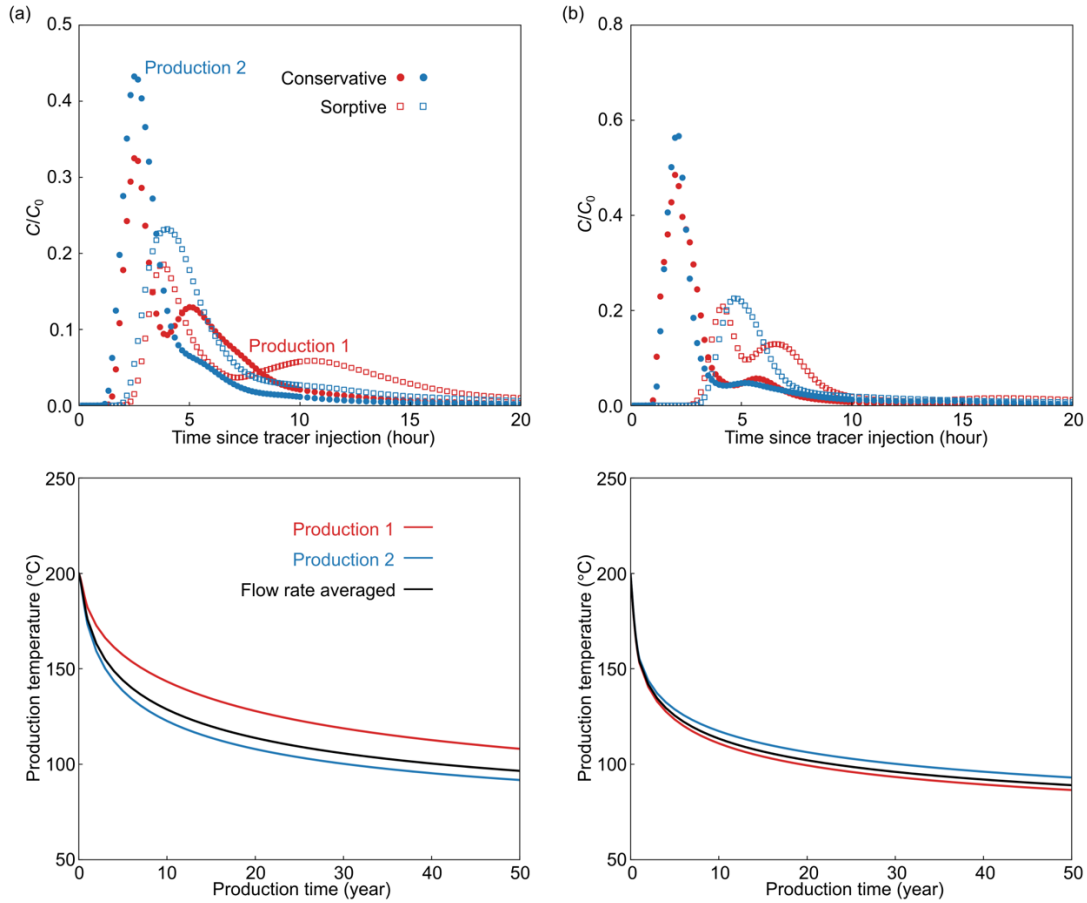 (a)
0.5
0.4
0.3
0.2
0.1
0.0
C/C0
Production 2
Conservative
Sorptive
Production 1
0 5 10 15 20
Time since tracer injection (hour)
(b)
0.8
0.6
0.4
0.2
0.0
C/C0
0 5 10 15 20
Time since tracer injection (hour)
250
200
150
100
50
Production temperature (°C)
Production 1
Production 2
Flow rate averaged
0 10 20 30 40 50
Production time (year)
250
200
150
100
50
Production temperature (°C)
0 10 20 30 40 50
Production time (year)